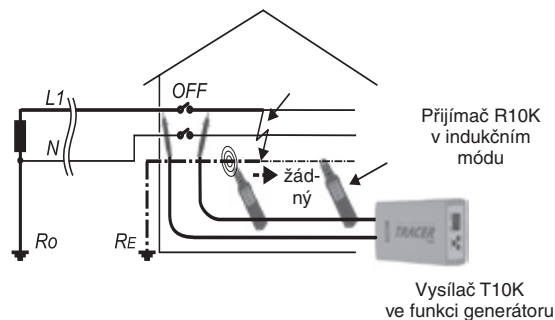 L1
OFF
N
žád-
ný
Ro
RE
Přijímač R10K
v indukčním
módu
TRACER
Vysílač T10K
ve funkci generátoru